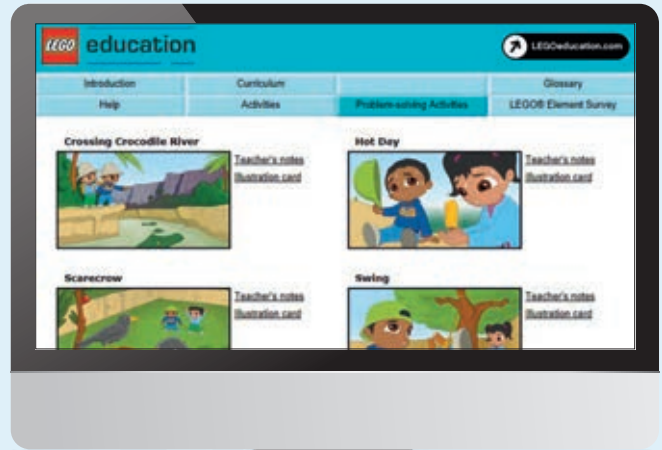 LEGO education
LEGOeducation.com
Introduction Curriculum Glossary
Help Activities Problem-solving Activities LEGO® Element Survey
Crossing Crocodile River
Teacher's notes
Illustration card
Hot Day
Teacher's notes
Illustration card
Scarecrow
Teacher's notes
Illustration card
Swing
Teacher's notes
Illustration card